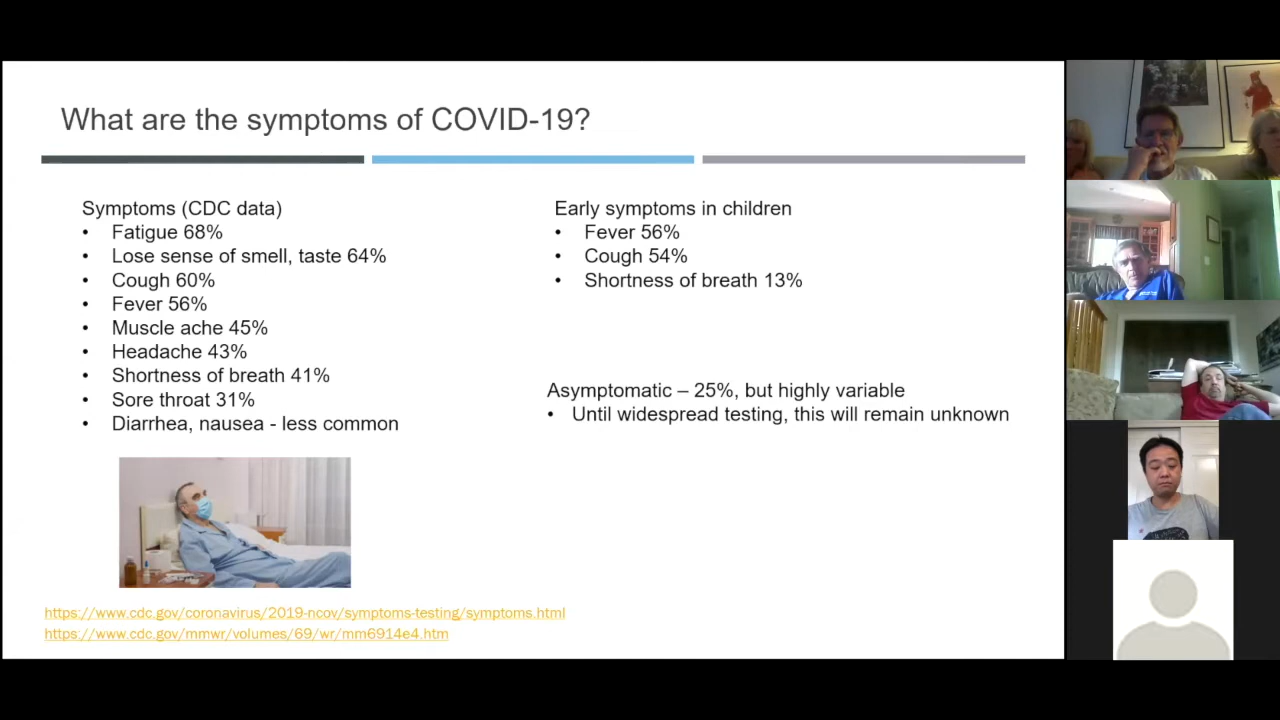 What are the symptoms of COVID-19?
Symptoms (CDC data)
• Fatigue 68%
• Lose sense of smell, taste 64%
• Cough 60%
• Fever 56%
• Muscle ache 45%
• Headache 43%
• Shortness of breath 41%
• Sore throat 31%
• Diarrhea, nausea - less common
Early symptoms in children
• Fever 56%
• Cough 54%
• Shortness of breath 13%
Asymptomatic – 25%, but highly variable
• Until widespread testing, this will remain unknown
https://www.cdc.gov/coronavirus/2019-ncov/symptoms-testing/symptoms.html
https://www.cdc.gov/mmwr/volumes/69/wr/mm6914e4.htm